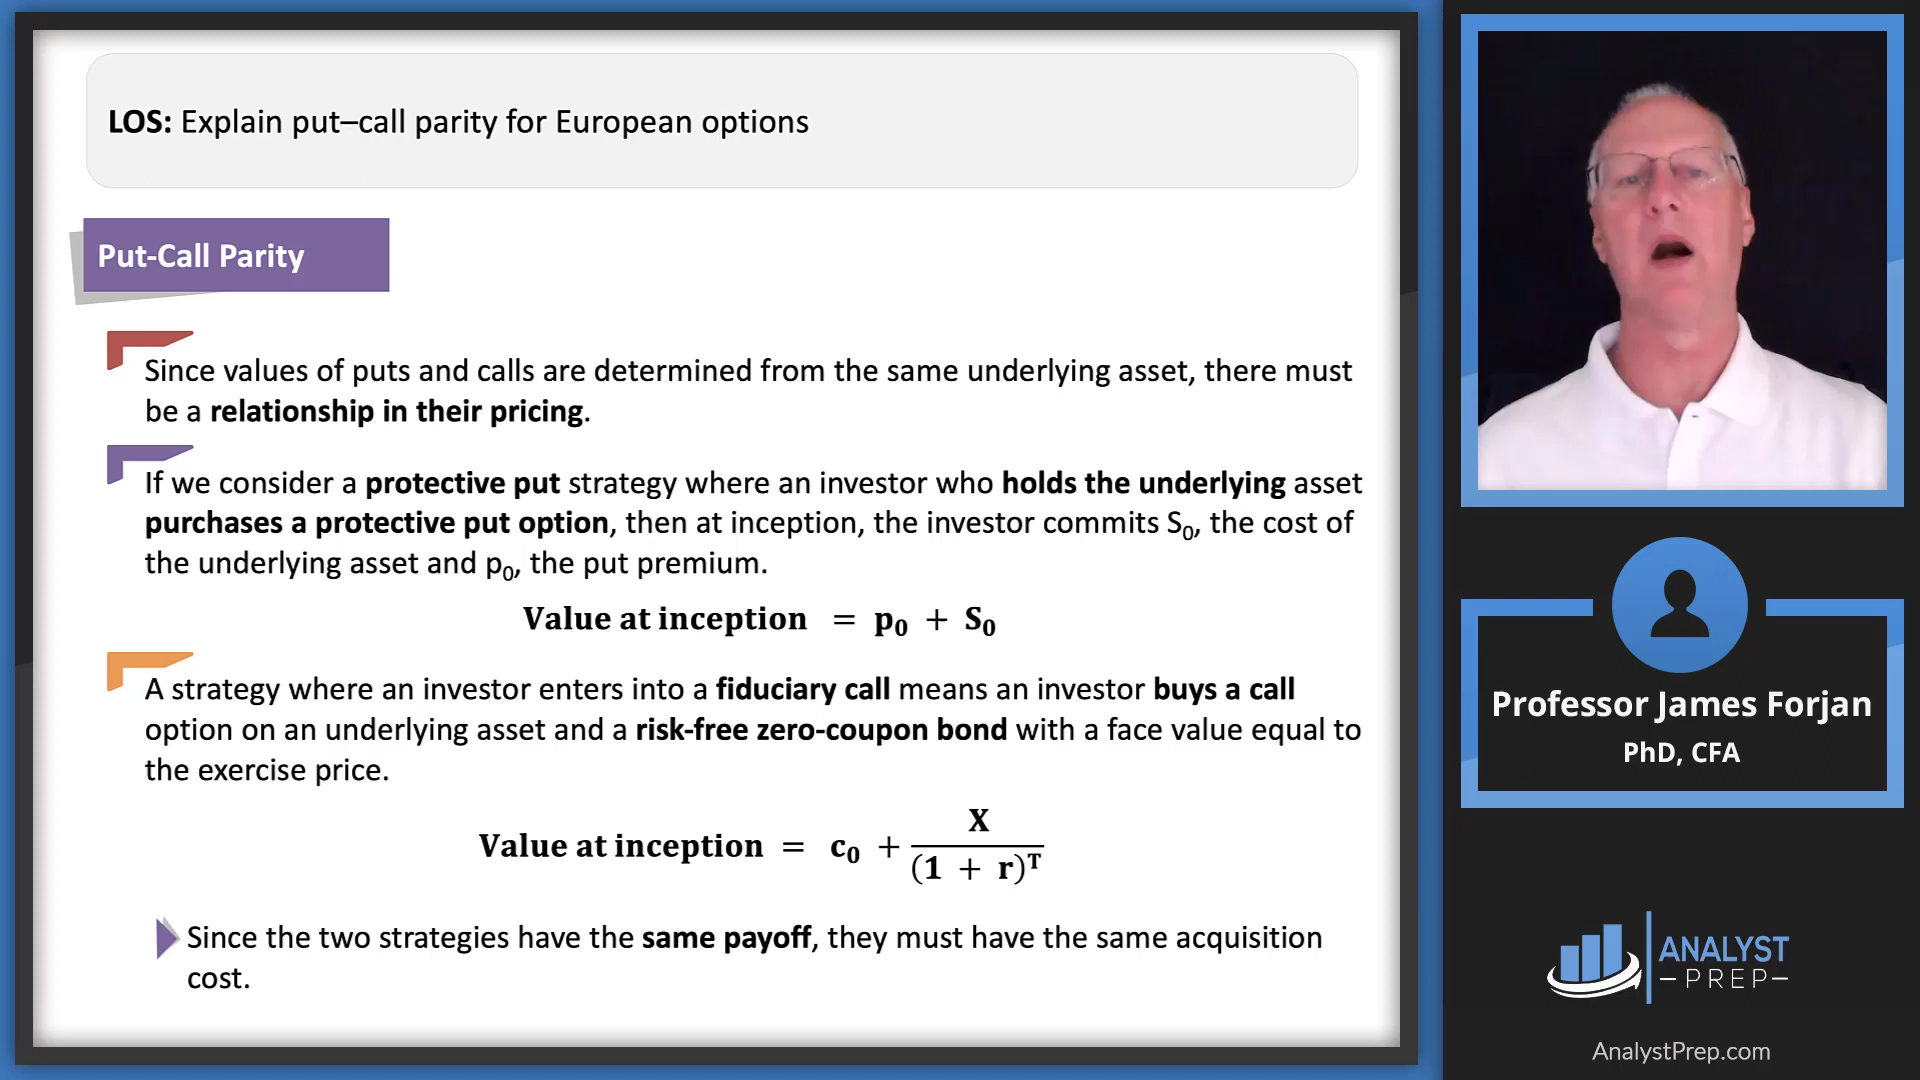 LOS: Explain put–call parity for European options
Put-Call Parity
Since values of puts and calls are determined from the same underlying asset, there must
be a relationship in their pricing.
If we consider a protective put strategy where an investor who holds the underlying asset
purchases a protective put option, then at inception, the investor commits S₀, the cost of
the underlying asset and p₀, the put premium.
Value at inception = p₀ + S₀
A strategy where an investor enters into a fiduciary call means an investor buys a call
option on an underlying asset and a risk-free zero-coupon bond with a face value equal to
the exercise price.
Value at inception = c₀ + X / (1 + r)ᵀ
Since the two strategies have the same payoff, they must have the same acquisition
cost.
Professor James Forjan
PhD, CFA
ANALYST
PREP
AnalystPrep.com